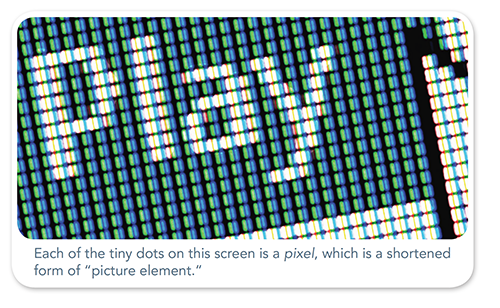 Play
Each of the tiny dots on this screen is a pixel, which is a shortened
form of “picture element.“